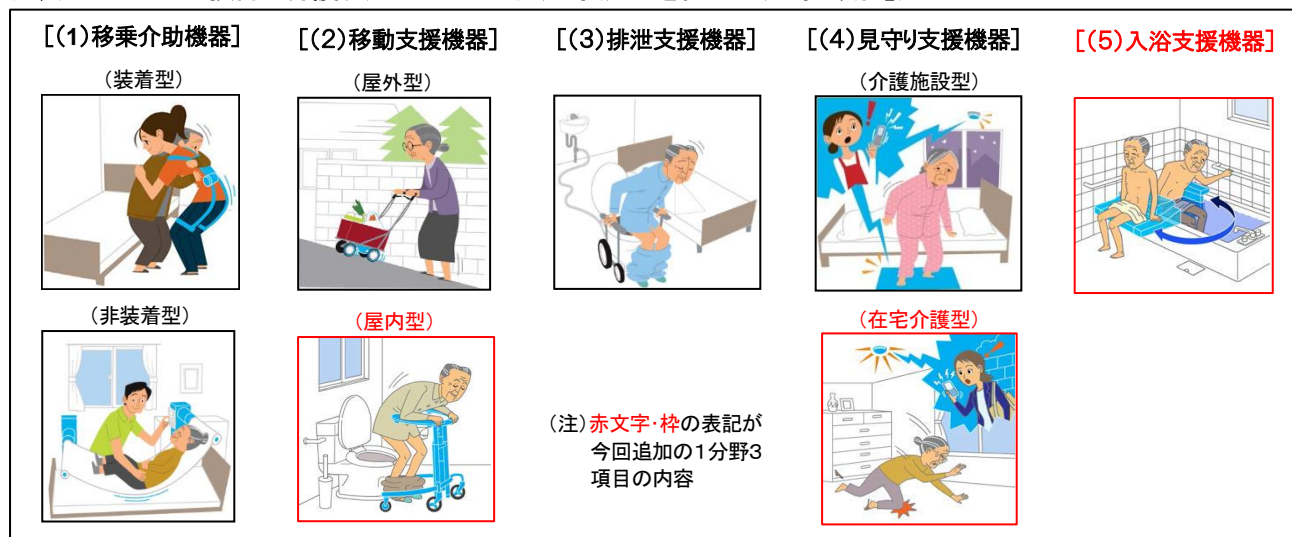 [(1)移乗介助機器]
[(2)移動支援機器]
[(3)排泄支援機器]
[(4)見守り支援機器]
[(5)入浴支援機器]
(装着型)
(屋外型)
(介護施設型)
(非装着型)
(屋内型)
(在宅介護型)
(注)赤文字・枠の表記が
今回追加の1分野3
項目の内容